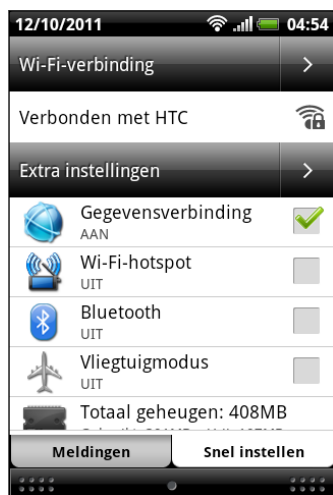 12/10/2011 04:54
Wi-Fi-verbinding
Verbonden met HTC
Extra instellingen
Gegevensverbinding
AAN
Wi-Fi-hotspot
UIT
Bluetooth
UIT
Vliegtuigmodus
UIT
Totaal geheugen: 408MB
Meldingen Snel instellen